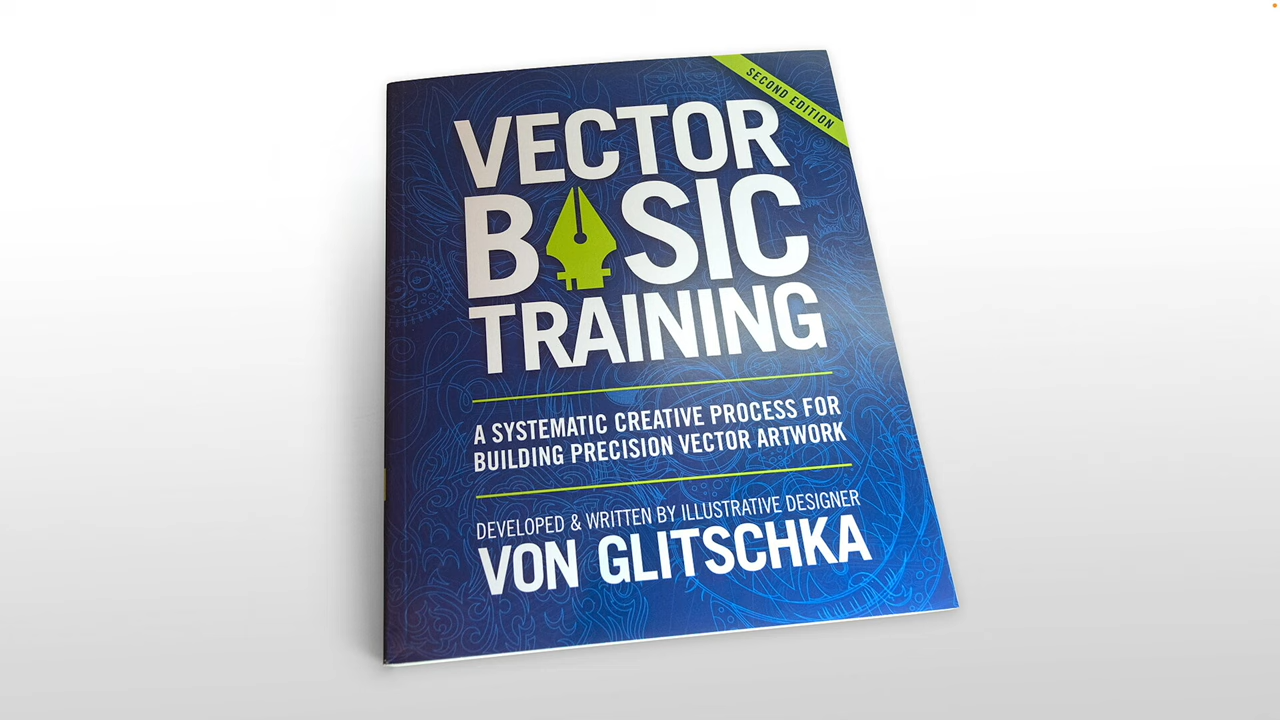 SECOND EDITION
VECTOR
BASIC
TRAINING
A SYSTEMATIC CREATIVE PROCESS FOR
BUILDING PRECISION VECTOR ARTWORK
DEVELOPED & WRITTEN BY ILLUSTRATIVE DESIGNER
VON GLITSCHKA